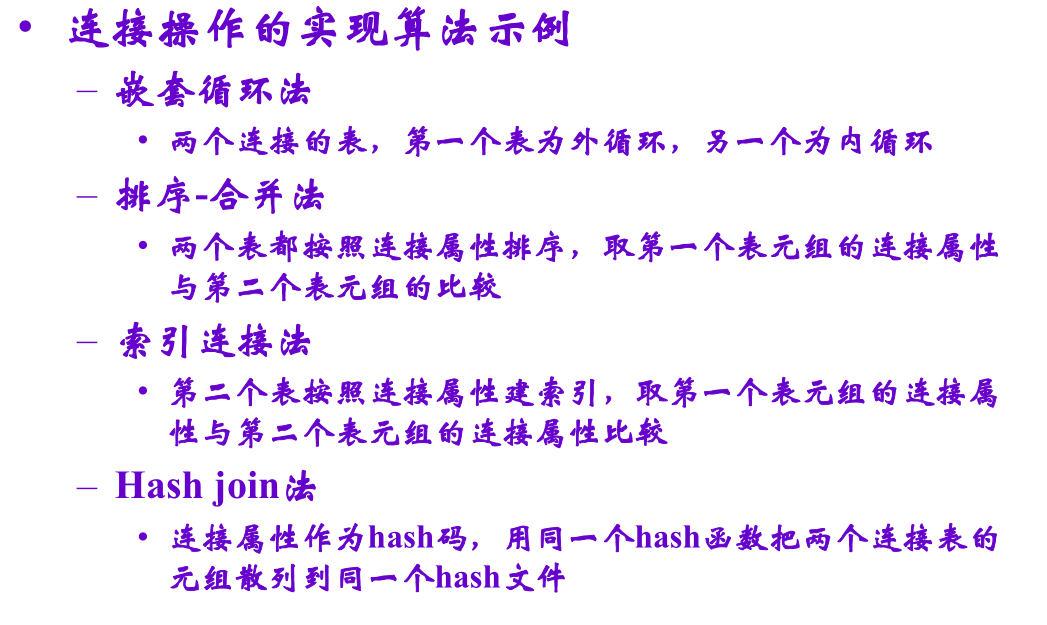 • 连接操作的实现算法示例
– 嵌套循环法
• 两个连接的表，第一个表为外循环，另一个为内循环
– 排序-合并法
• 两个表都按照连接属性排序，取第一个表元组的连接属性
与第二个表元组的比较
– 索引连接法
• 第二个表按照连接属性建索引，取第一个表元组的连接属
性与第二个表元组的连接属性比较
– Hash join法
• 连接属性作为hash码，用同一个hash函数把两个连接表的
元组散列到同一个hash文件